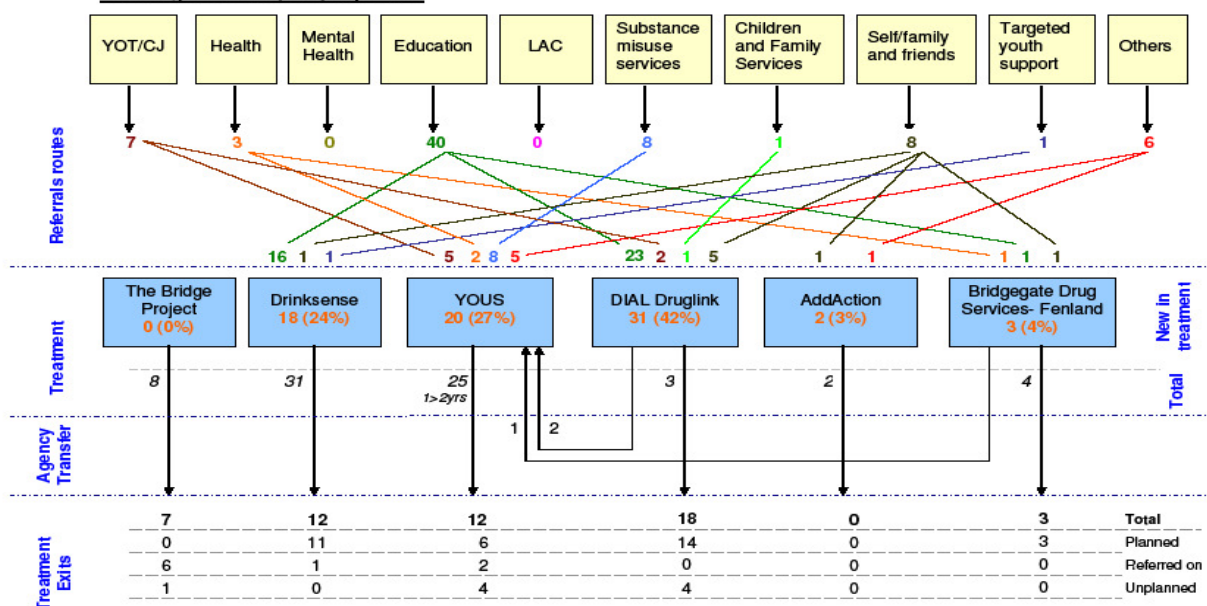 YOT/CJ
Health
Mental
Health
Education
LAC
Substance
misuse
services
Children
and Family
Services
Self/family
and friends
Targeted
youth
support
Others
Referrals routes
7 3 0 40 0 8 1 8 1 6
16 1 1 5 2 8 5 23 2 1 5 1 1 1 1 1
Treatment
The Bridge
Project
0 (0%)
Drinksense
18 (24%)
YOUS
20 (27%)
DIAL Druglink
31 (42%)
AddAction
2 (3%)
Bridgegate Drug
Services- Fenland
3 (4%)
New in
treatment
8 31 25 3 2 4
1>2yrs
Total
Agency
Transfer
1 2
Treatment
Exits
7 12 12 18 0 3 Total
0 11 6 14 0 3 Planned
6 1 2 0 0 0 Referred on
1 0 4 4 0 0 Unplanned